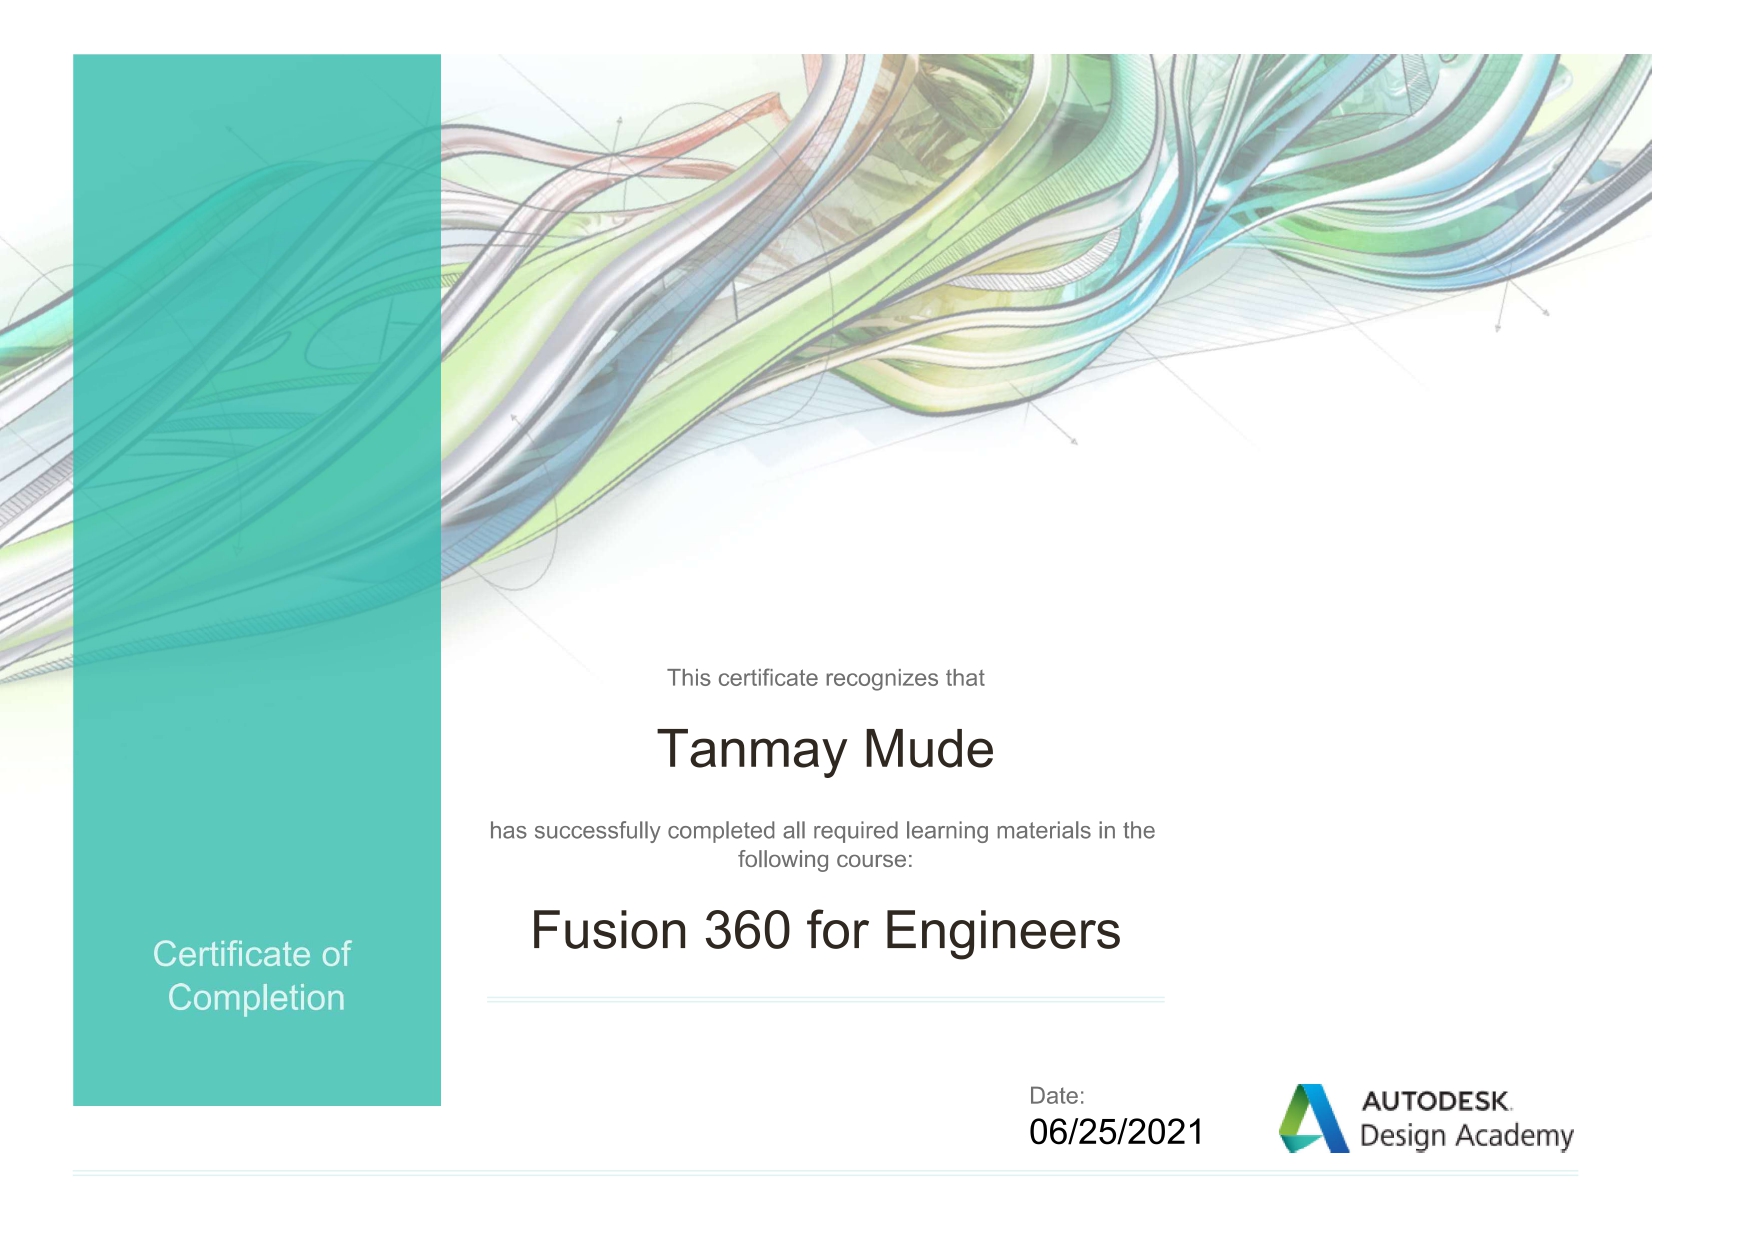 This certificate recognizes that
Tanmay Mude
has successfully completed all required learning materials in the
following course:
Fusion 360 for Engineers
Certificate of
Completion
Date:
06/25/2021
AUTODESK.
Design Academy